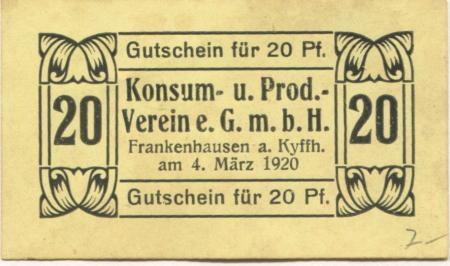 Gutschein für 20 Pf.
20 Konsum- u. Prod.- 20
Verein e. G. m. b. H.
Frankenhausen a. Kyffh.
am 4. März 1920
Gutschein für 20 Pf.
2-